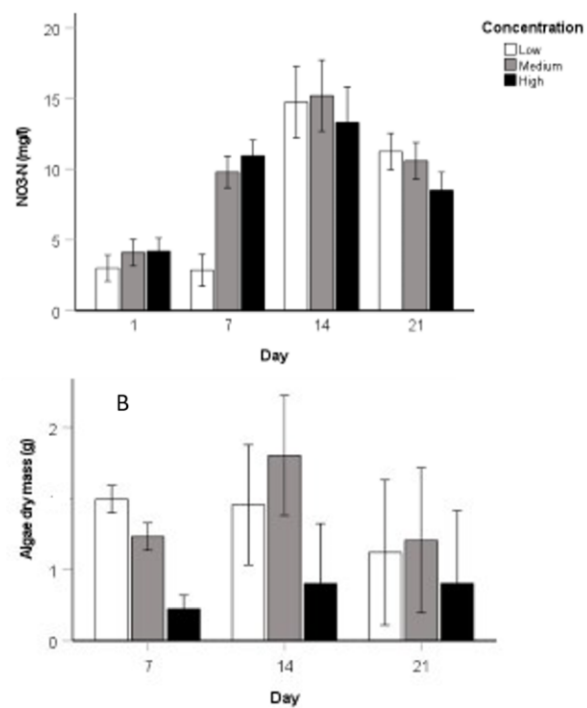 Concentration
Low
Medium
High
NO3-N (mg/l)
20
15
10
5
0
1 7 14 21
Day
B
Algae dry mass (g)
2
1
0
7 14 21
Day